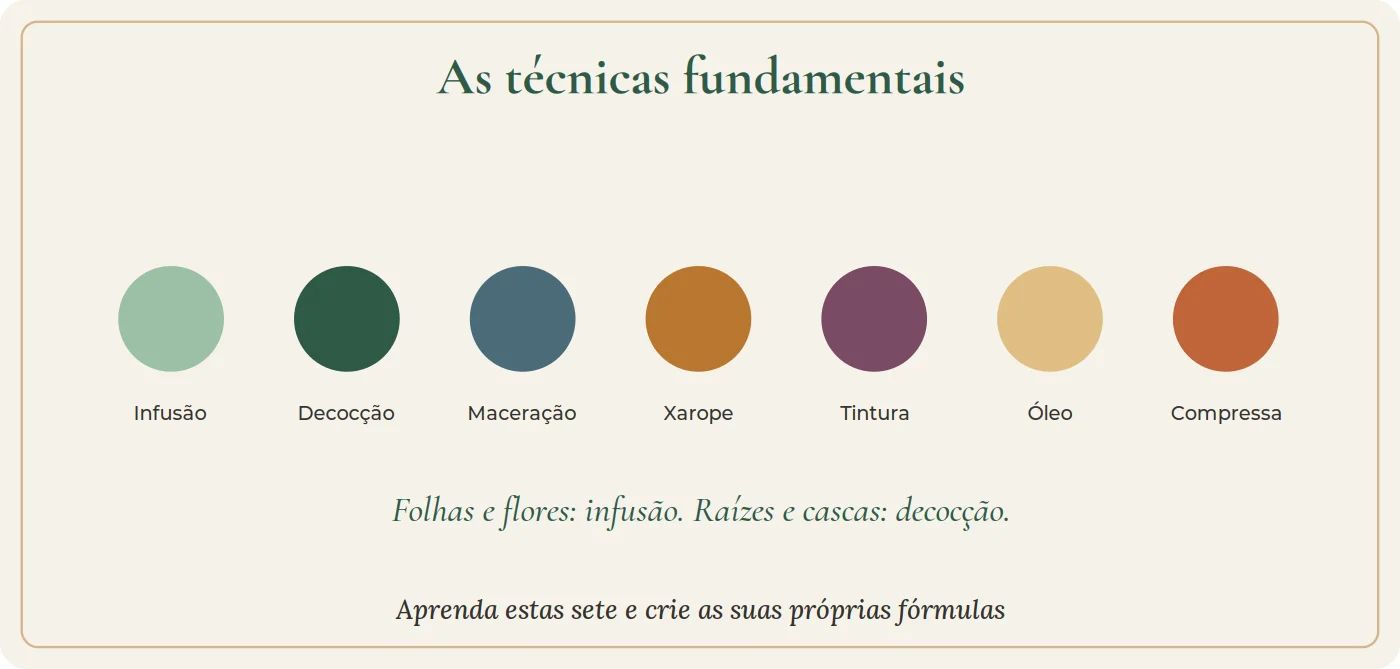 As técnicas fundamentais
Infusão Decocção Maceração Xarope Tintura Óleo Compressa
Folhas e flores: infusão. Raízes e cascas: decocção.
Aprenda estas sete e crie as suas próprias fórmulas